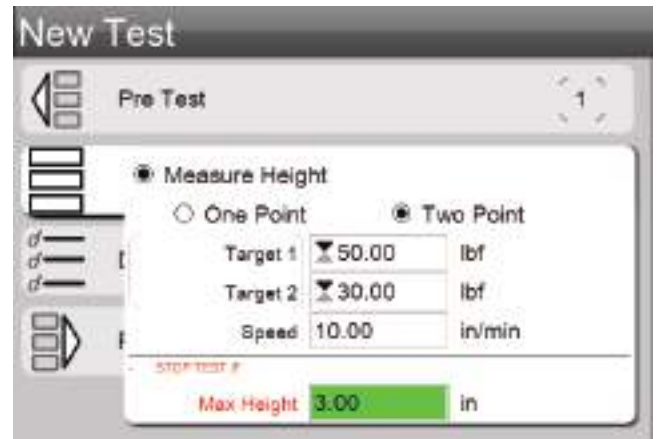 New Test
Pre Test 1
Measure Height
One Point Two Point
Target 1 50.00 lbf
Target 2 30.00 lbf
Speed 10.00 in/min
STOP TEST IF
Max Height 3.00 in
d
d
d